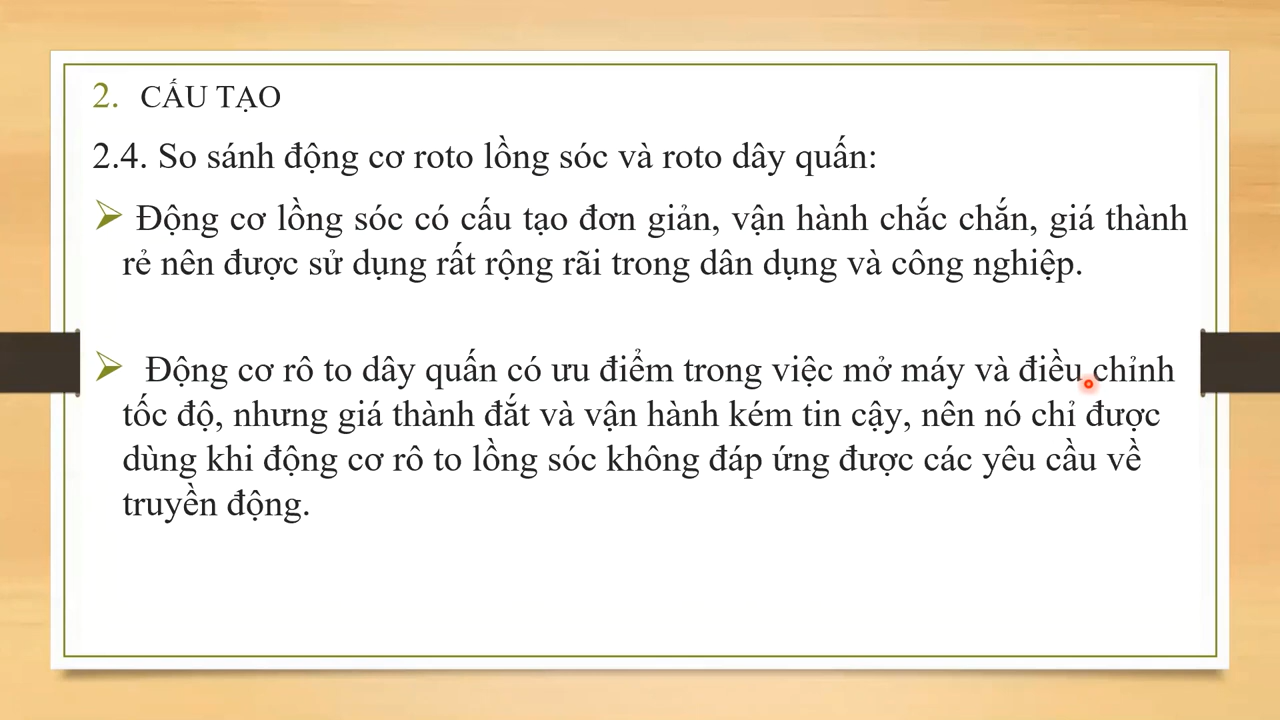 2. CẤU TẠO
2.4. So sánh động cơ roto lồng sóc và roto dây quấn:
Động cơ lồng sóc có cấu tạo đơn giản, vận hành chắc chắn, giá thành
rẻ nên được sử dụng rất rộng rãi trong dân dụng và công nghiệp.
Động cơ rô to dây quấn có ưu điểm trong việc mở máy và điều chỉnh
tốc độ, nhưng giá thành đắt và vận hành kém tin cậy, nên nó chỉ được
dùng khi động cơ rô to lồng sóc không đáp ứng được các yêu cầu về
truyền động.